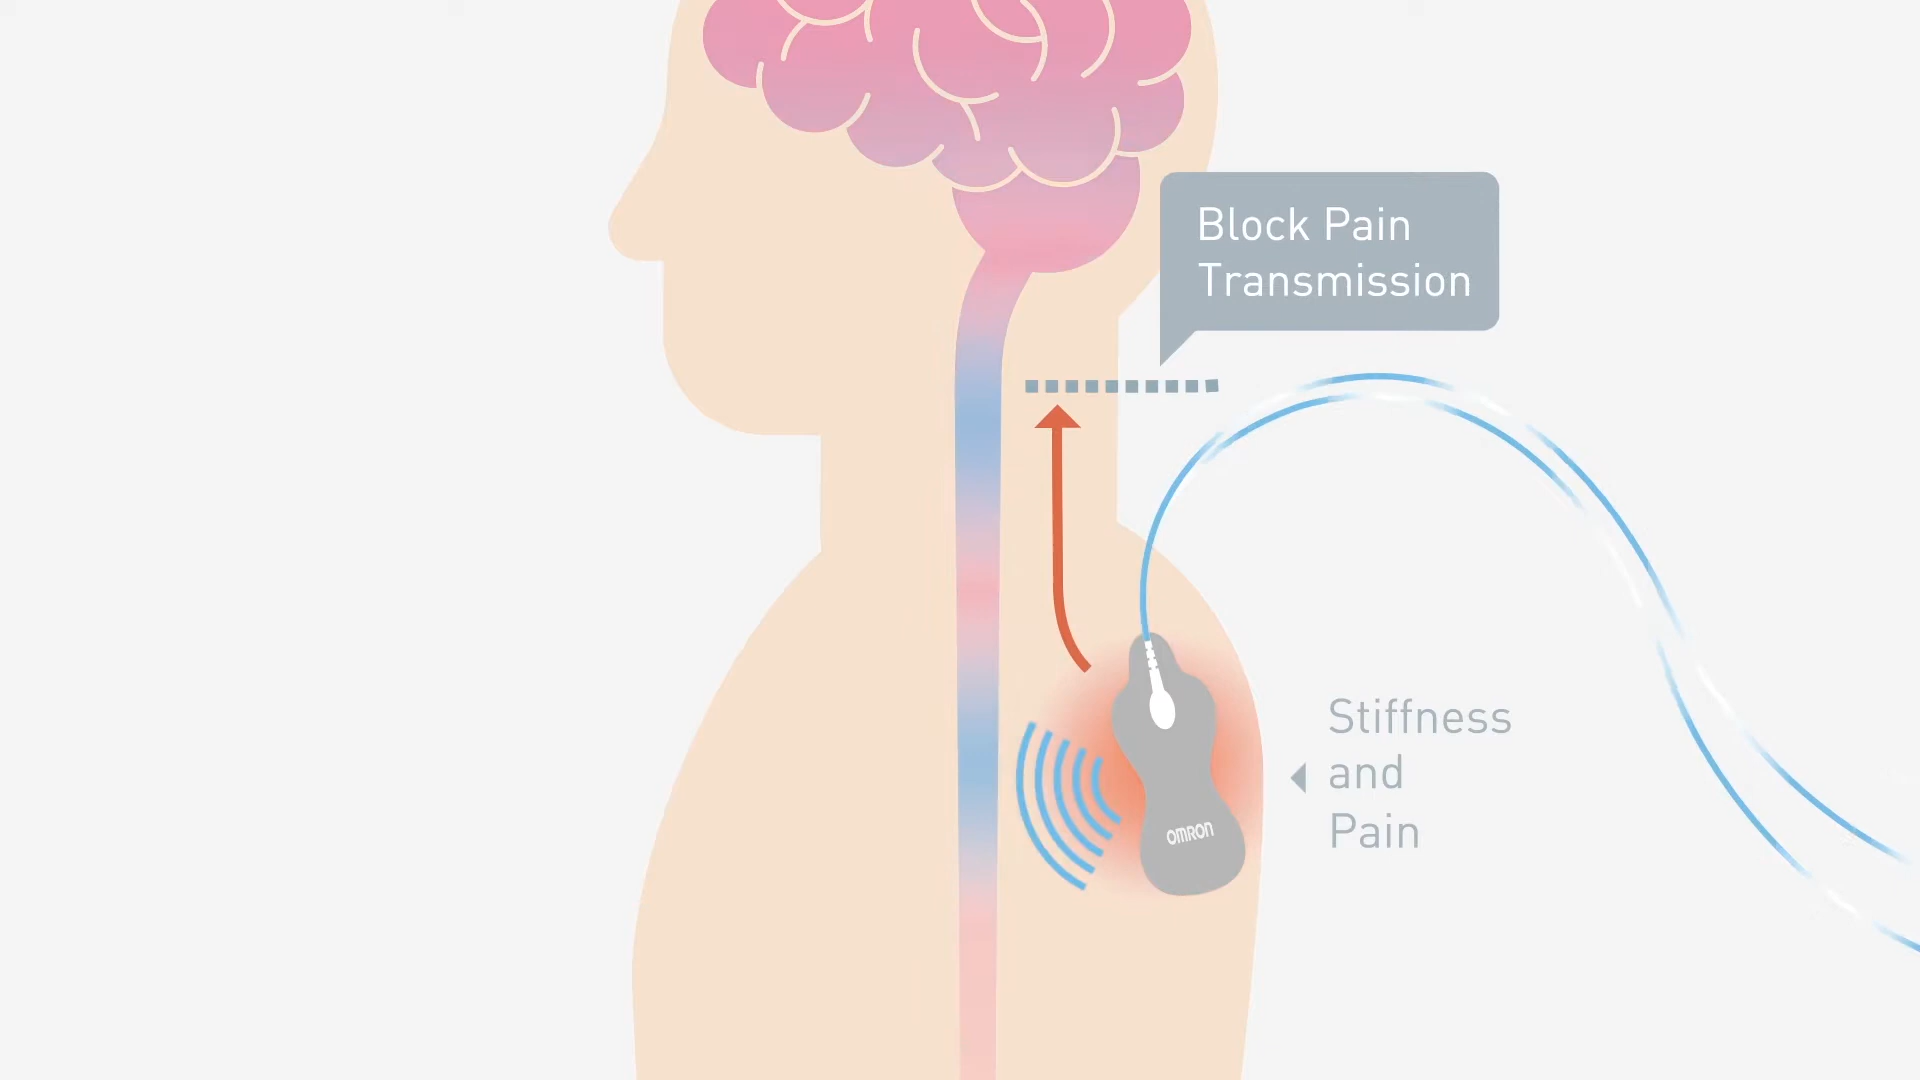 Block Pain
Transmission
Stiffness
and
Pain
OMRON